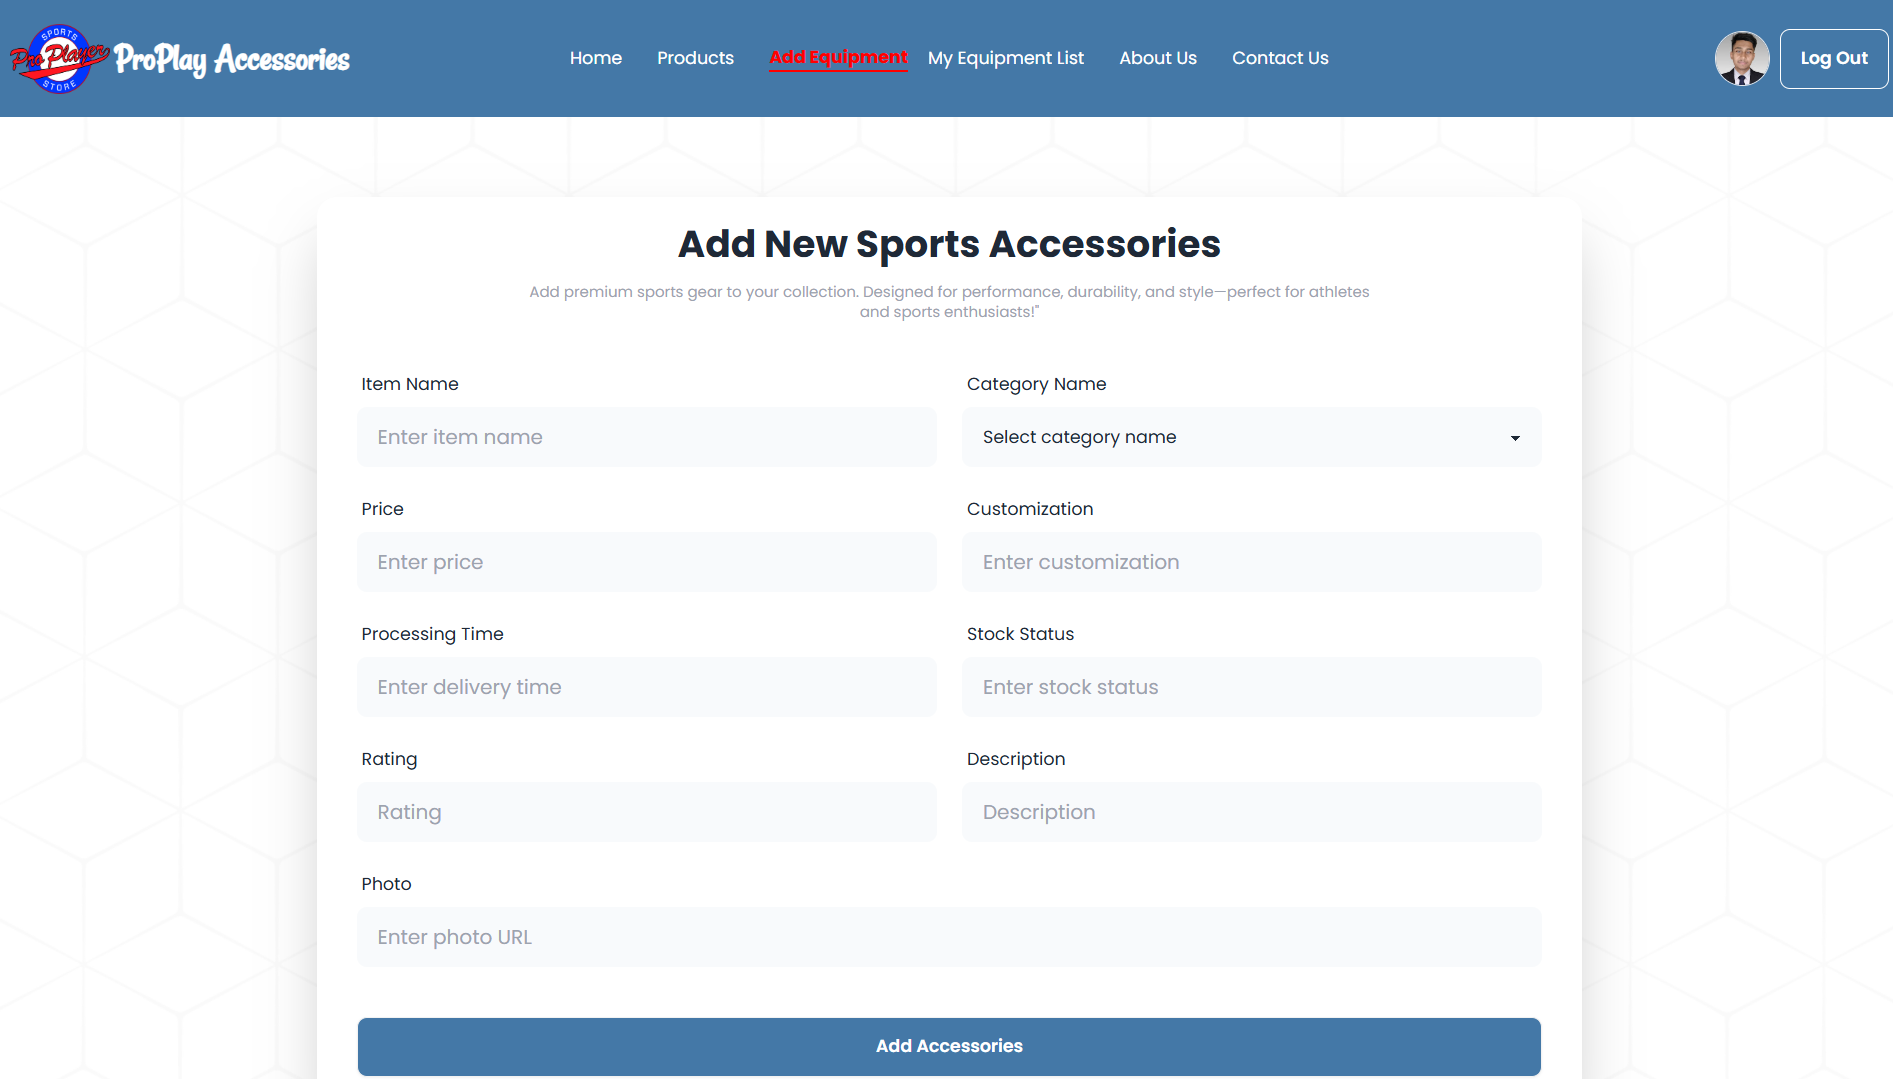 SPORTS
Pro Player
STORE
ProPlay Accessories
Home
Products
Add Equipment
My Equipment List
About Us
Contact Us
Log Out
Add New Sports Accessories
Add premium sports gear to your collection. Designed for performance, durability, and style—perfect for athletes
and sports enthusiasts!"
Item Name
Category Name
Enter item name
Select category name
Price
Customization
Enter price
Enter customization
Processing Time
Stock Status
Enter delivery time
Enter stock status
Rating
Description
Rating
Description
Photo
Enter photo URL
Add Accessories